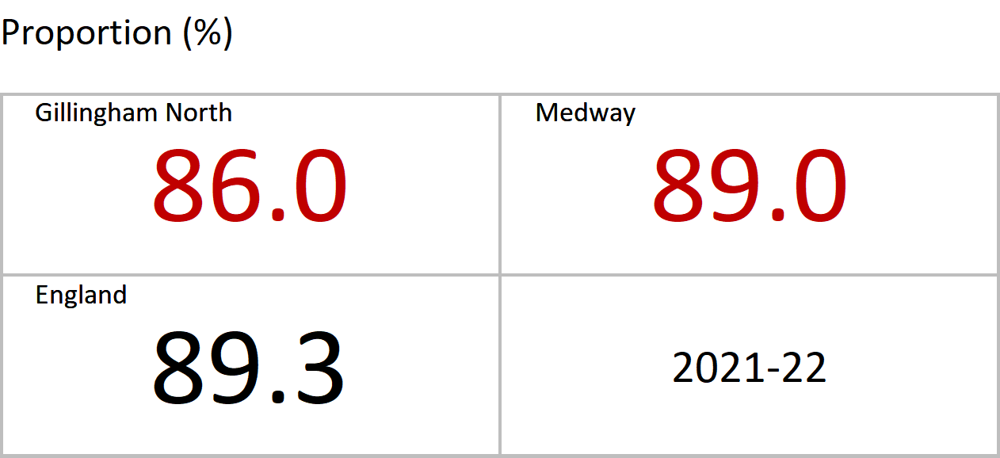 Proportion (%)
Gillingham North
86.0
Medway
89.0
England
89.3
2021-22